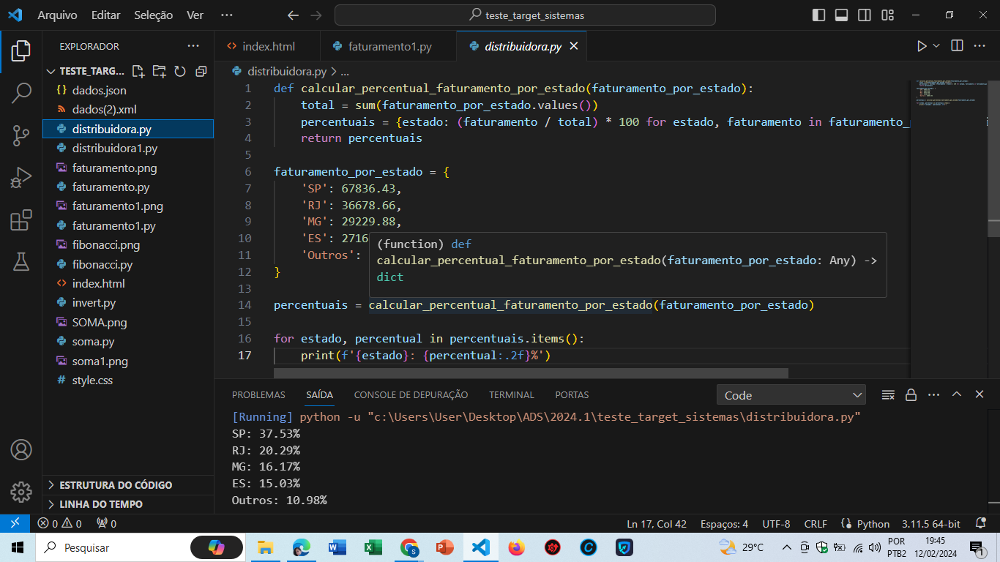 Arquivo Editar Seleção Ver ··· teste_target_sistemas
EXPLORADOR
TESTE_TARG...
dados.json
dados(2).xml
distribuidora.py
distribuidora1.py
faturamento.png
faturamento.py
faturamento1.png
faturamento1.py
fibonacci.png
fibonacci.py
index.html
invert.py
SOMA.png
soma.py
soma1.png
style.css
ESTRUTURA DO CÓDIGO
LINHA DO TEMPO
index.html faturamento1.py distribuidora.py
distribuidora.py > ...
1 def calcular_percentual_faturamento_por_estado(faturamento_por_estado):
2 total = sum(faturamento_por_estado.values())
3 percentuais = {estado: (faturamento / total) * 100 for estado, faturamento in faturamento_
4 return percentuais
5
6 faturamento_por_estado = {
7 'SP': 67836.43,
8 'RJ': 36678.66,
9 'MG': 29229.88,
10 'ES': 2716
11 'Outros':
12 }
13
(function) def
calcular_percentual_faturamento_por_estado(faturamento_por_estado: Any) ->
dict
14 percentuais = calcular_percentual_faturamento_por_estado(faturamento_por_estado)
15
16 for estado, percentual in percentuais.items():
17 print(f'{estado}: {percentual:.2f}%')
PROBLEMAS SAÍDA CONSOLE DE DEPURAÇÃO TERMINAL PORTAS Code
[Running] python -u "c:\Users\User\Desktop\ADS\2024.1\teste_target_sistemas\distribuidora.py"
SP: 37.53%
RJ: 20.29%
MG: 16.17%
ES: 15.03%
Outros: 10.98%
0 0 0 Ln 17, Col 42 Espaços: 4 UTF-8 CRLF Python 3.11.5 64-bit
Pesquisar 29°C POR 19:45
PTB2 12/02/2024 1